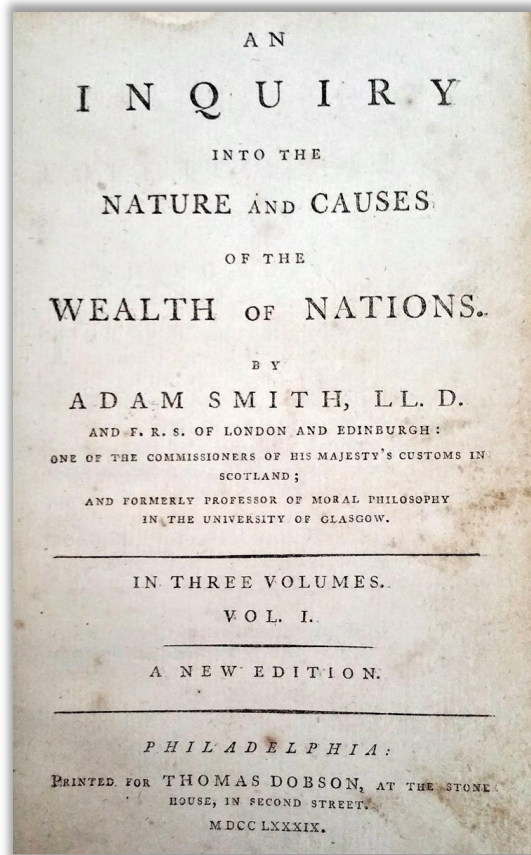 AN
INQUIRY
INTO THE
NATURE AND CAUSES
OF THE
WEALTH OF NATIONS.
BY
ADAM SMITH, LL. D.
AND F. R. S. OF LONDON AND EDINBURGH:
ONE OF THE COMMISSIONERS OF HIS MAJESTY'S CUSTOMS IN
SCOTLAND;
AND FORMERLY PROFESSOR OF MORAL PHILOSOPHY
IN THE UNIVERSITY OF GLASGOW.
IN THREE VOLUMES.
VOL. I.
A NEW EDITION.
PHILADELPHIA:
PRINTED FOR THOMAS DOBSON, AT THE STONE
HOUSE, IN SECOND STREET.
MDCC LXXXIX.